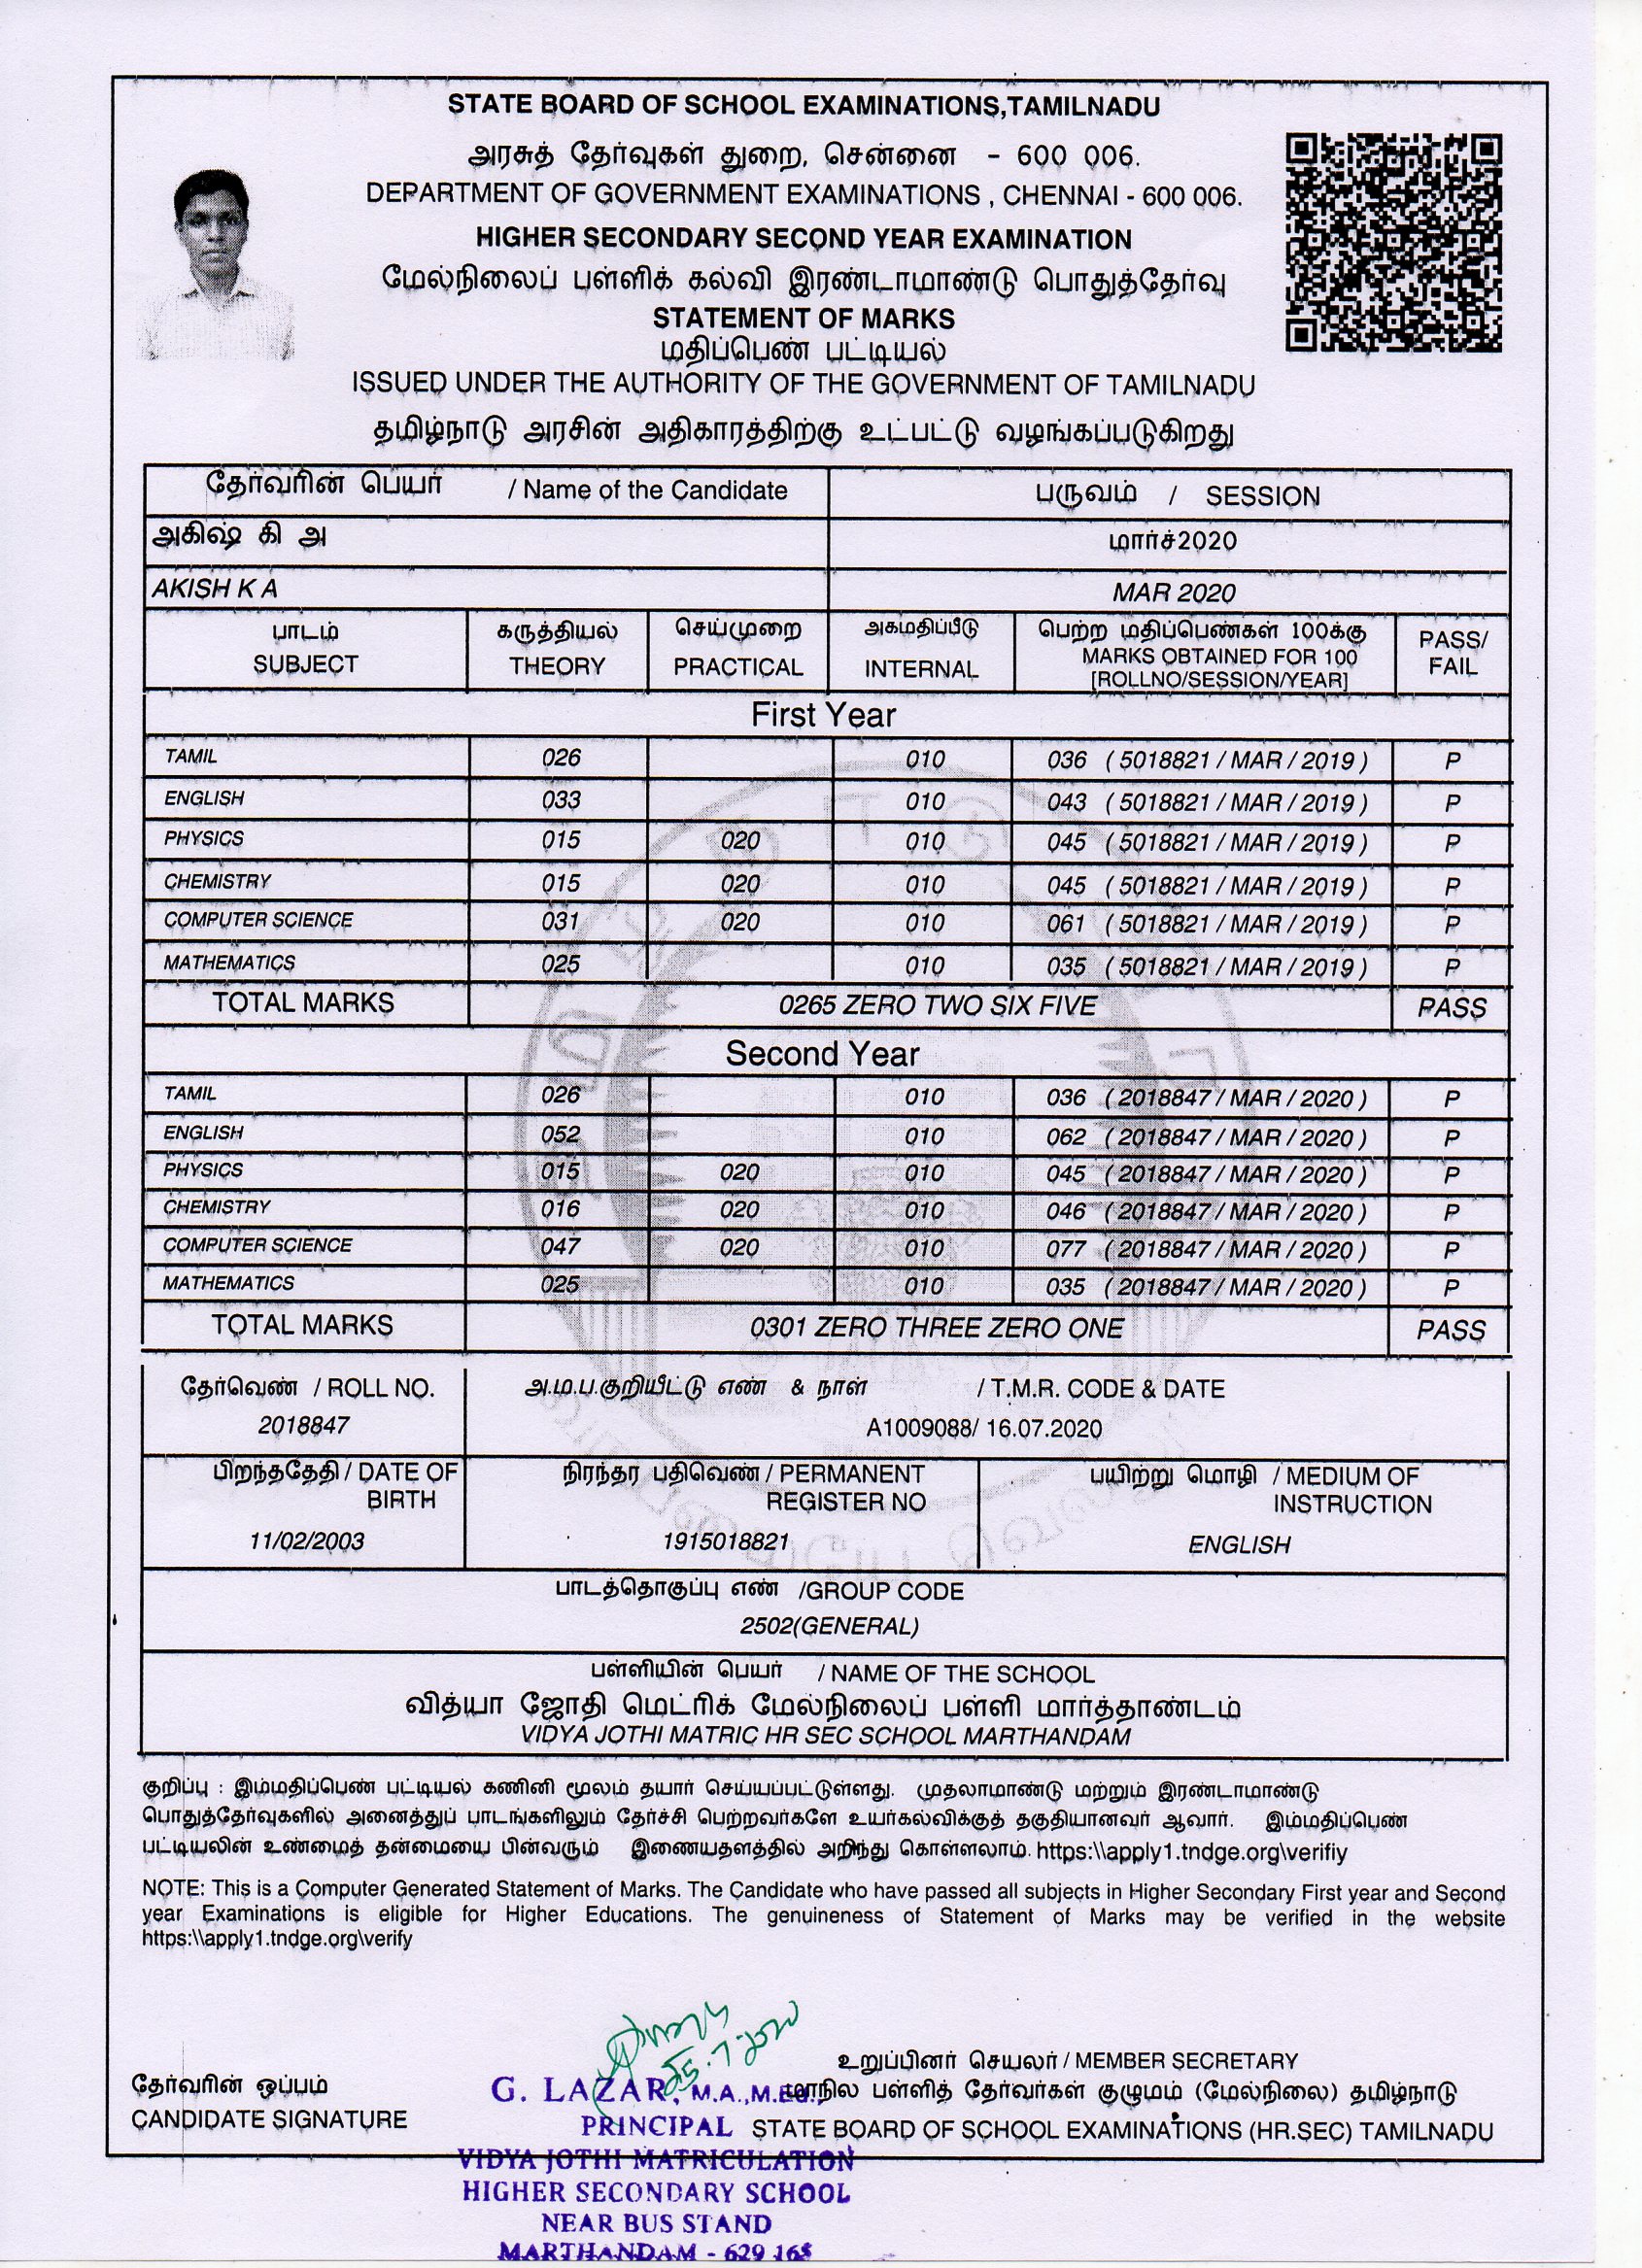 STATE BOARD OF SCHOOL EXAMINATIONS,TAMILNADU
அரசுத் தேர்வுகள் துறை, சென்னை - 600 006.
DEPARTMENT OF GOVERNMENT EXAMINATIONS , CHENNAI - 600 006.
HIGHER SECONDARY SECOND YEAR EXAMINATION
மேல்நிலைப் பள்ளிக் கல்வி இரண்டாமாண்டு பொதுத்தேர்வு
STATEMENT OF MARKS
மதிப்பெண் பட்டியல்
ISSUED UNDER THE AUTHORITY OF THE GOVERNMENT OF TAMILNADU
தமிழ்நாடு அரசின் அதிகாரத்திற்கு உட்பட்டு வழங்கப்படுகிறது
தேர்வரின் பெயர் / Name of the Candidate பருவம் / SESSION
அகிஷ் கி அ மார்ச்2020
AKISH K A MAR 2020
பாடம் கருத்தியல் செய்முறை அகமதிப்பீடு பெற்ற மதிப்பெண்கள் 100க்கு PASS/
SUBJECT THEORY PRACTICAL INTERNAL MARKS OBTAINED FOR 100 FAIL
[ROLLNO/SESSION/YEAR]
First Year
TAMIL 026 010 036 ( 5018821 / MAR / 2019 ) P
ENGLISH 033 010 043 ( 5018821 / MAR / 2019 ) P
PHYSICS 015 020 010 045 ( 5018821 / MAR / 2019 ) P
CHEMISTRY 015 020 010 045 ( 5018821 / MAR / 2019 ) P
COMPUTER SCIENCE 031 020 010 061 ( 5018821 / MAR / 2019 ) P
MATHEMATICS 025 010 035 ( 5018821 / MAR / 2019 ) P
TOTAL MARKS 0265 ZERO TWO SIX FIVE PASS
Second Year
TAMIL 026 010 036 ( 2018847 / MAR / 2020 ) P
ENGLISH 052 010 062 ( 2018847 / MAR / 2020 ) P
PHYSICS 015 020 010 045 ( 2018847 / MAR / 2020 ) P
CHEMISTRY 016 020 010 046 ( 2018847 / MAR / 2020 ) P
COMPUTER SCIENCE 047 020 010 077 ( 2018847 / MAR / 2020 ) P
MATHEMATICS 025 010 035 ( 2018847 / MAR / 2020 ) P
TOTAL MARKS 0301 ZERO THREE ZERO ONE PASS
தேர்வெண் / ROLL NO. அ.ம.ப.குறியீட்டு எண் & நாள் / T.M.R. CODE & DATE
2018847 A1009088/ 16.07.2020
பிறந்ததேதி / DATE OF நிரந்தர பதிவெண் / PERMANENT பயிற்று மொழி / MEDIUM OF
BIRTH REGISTER NO INSTRUCTION
11/02/2003 1915018821 ENGLISH
பாடத்தொகுப்பு எண் /GROUP CODE
2502(GENERAL)
பள்ளியின் பெயர் / NAME OF THE SCHOOL
வித்யா ஜோதி மெட்ரிக் மேல்நிலைப் பள்ளி மார்த்தாண்டம்
VIDYA JOTHI MATRIC HR SEC SCHOOL MARTHANDAM
குறிப்பு : இம்மதிப்பெண் பட்டியல் கணினி மூலம் தயார் செய்யப்பட்டுள்ளது. முதலாமாண்டு மற்றும் இரண்டாமாண்டு
பொதுத்தேர்வுகளில் அனைத்துப் பாடங்களிலும் தேர்ச்சி பெற்றவர்களே உயர்கல்விக்குத் தகுதியானவர் ஆவார். இம்மதிப்பெண்
பட்டியலின் உண்மைத் தன்மையை பின்வரும் இணையதளத்தில் அறிந்து கொள்ளலாம். https:\\apply1.tndge.org\verifiy
NOTE: This is a Computer Generated Statement of Marks. The Candidate who have passed all subjects in Higher Secondary First year and Second
year Examinations is eligible for Higher Educations. The genuineness of Statement of Marks may be verified in the website
https:\\apply1.tndge.org\verify
உறுப்பினர் செயலர் / MEMBER SECRETARY
தேர்வரின் ஒப்பம் G. LAZAR, M.A.,M.Ed., மாநில பள்ளித் தேர்வர்கள் குழுமம் (மேல்நிலை) தமிழ்நாடு
CANDIDATE SIGNATURE PRINCIPAL STATE BOARD OF SCHOOL EXAMINATIONS (HR.SEC) TAMILNADU
VIDYA JOTHI MATRICULATION
HIGHER SECONDARY SCHOOL
NEAR BUS STAND
MARTHANDAM - 629 165